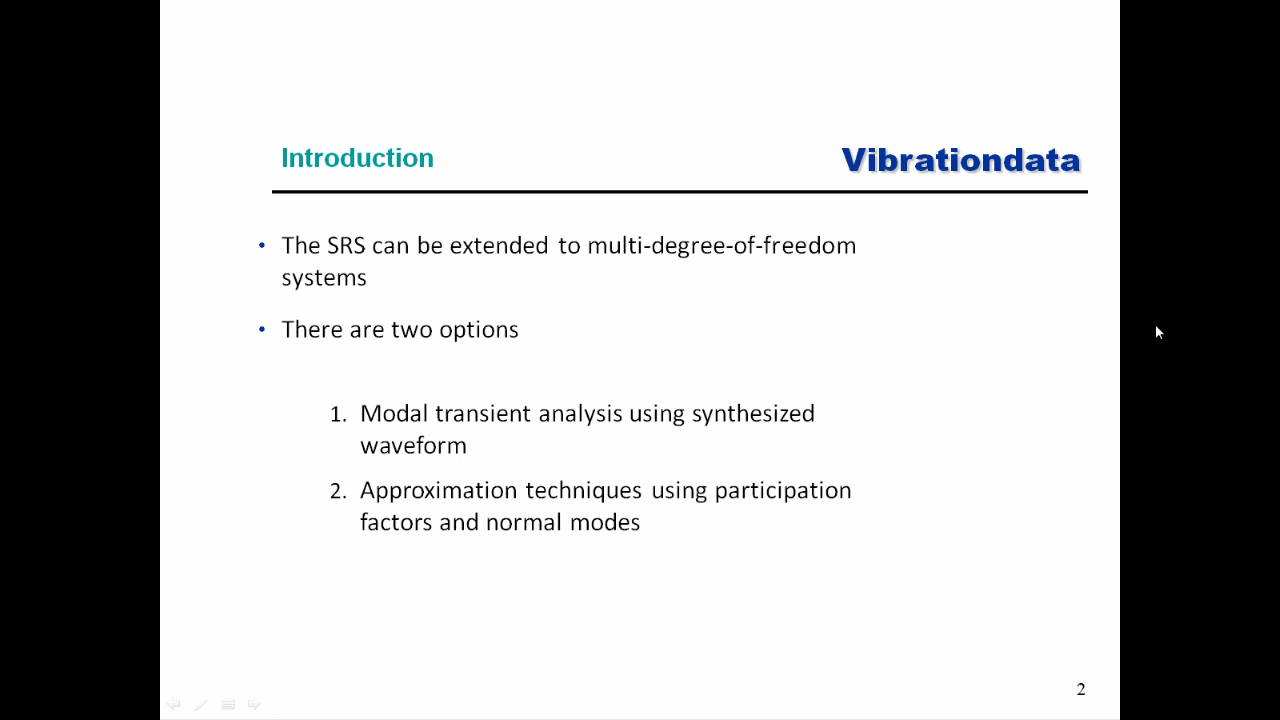 Introduction
Vibrationdata
• The SRS can be extended to multi-degree-of-freedom
systems
• There are two options
1. Modal transient analysis using synthesized
waveform
2. Approximation techniques using participation
factors and normal modes
2